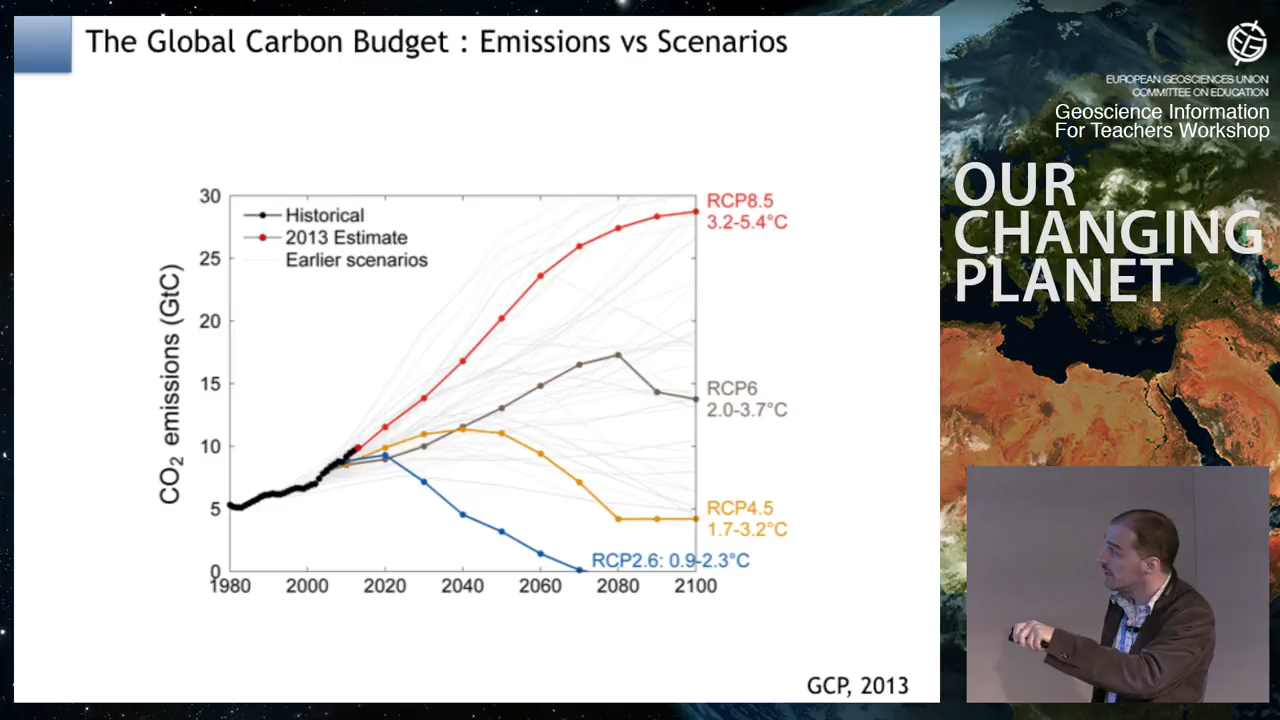 The Global Carbon Budget : Emissions vs Scenarios
EUROPEAN GEOSCIENCES UNION
COMMITTEE ON EDUCATION
Geoscience Information
For Teachers Workshop
OUR
CHANGING
PLANET
Historical
2013 Estimate
Earlier scenarios
CO₂ emissions (GtC)
30
25
20
15
10
5
0
1980 2000 2020 2040 2060 2080 2100
RCP8.5
3.2-5.4°C
RCP6
2.0-3.7°C
RCP4.5
1.7-3.2°C
RCP2.6: 0.9-2.3°C
GCP, 2013